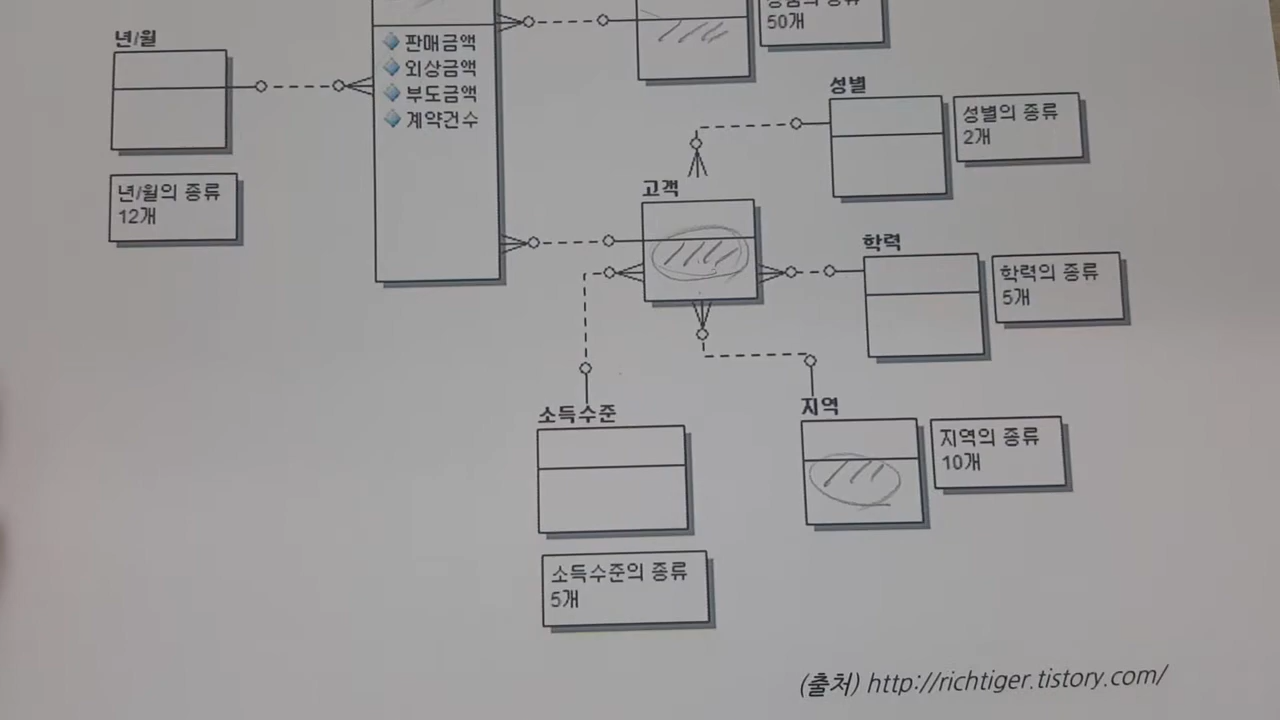 50개
년/월
판매금액
외상금액
부도금액
계약건수
성별
성별의 종류
2개
년/월의 종류
12개
고객
학력
학력의 종류
5개
소득수준
지역
지역의 종류
10개
소득수준의 종류
5개
(출처) http://richtiger.tistory.com/